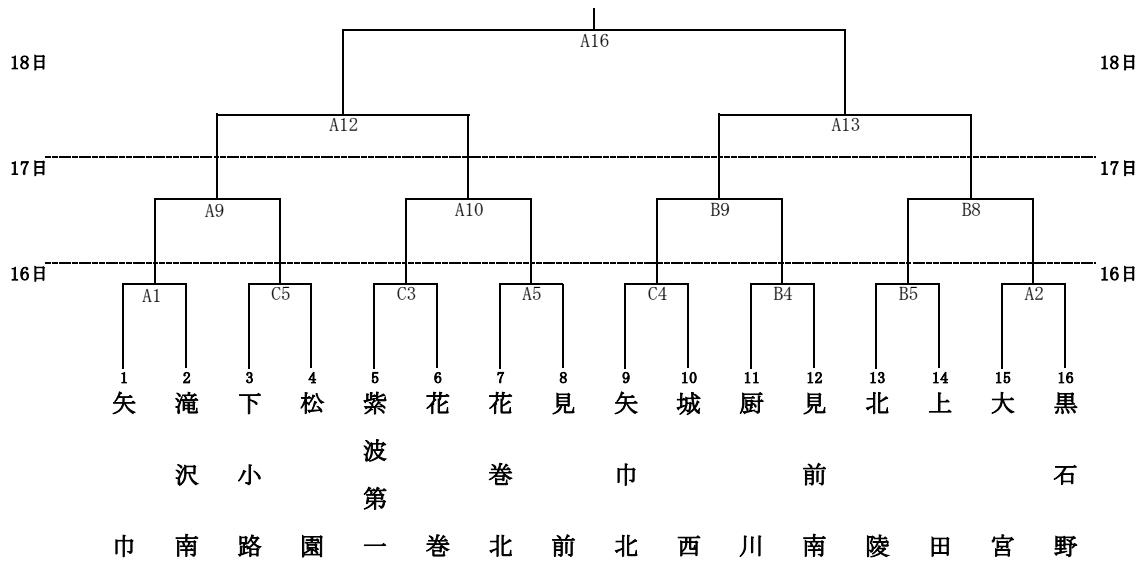 A16
18日 18日
A12 A13
17日 17日
A9 A10 B9 B8
16日 16日
A1 C5 C3 A5 C4 B4 B5 A2
1 2 3 4 5 6 7 8 9 10 11 12 13 14 15 16
矢巾
滝沢南
下小路
松園
紫波第一
花巻
花巻北
見前
矢巾北
城西
厨川
見前南
北陵
上田
大宮
黒石野